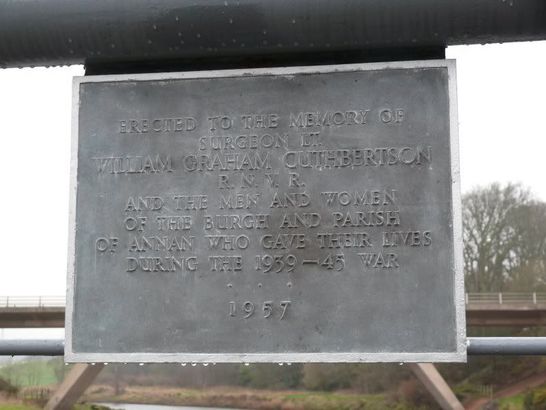 ERECTED TO THE MEMORY OF
SURGEON LT.
WILLIAM GRAHAM CUTHBERTSON
R. N. V. R.
AND THE MEN AND WOMEN
OF THE BURGH AND PARISH
OF ANNAN WHO GAVE THEIR LIVES
DURING THE 1939-45 WAR
. . .
1957